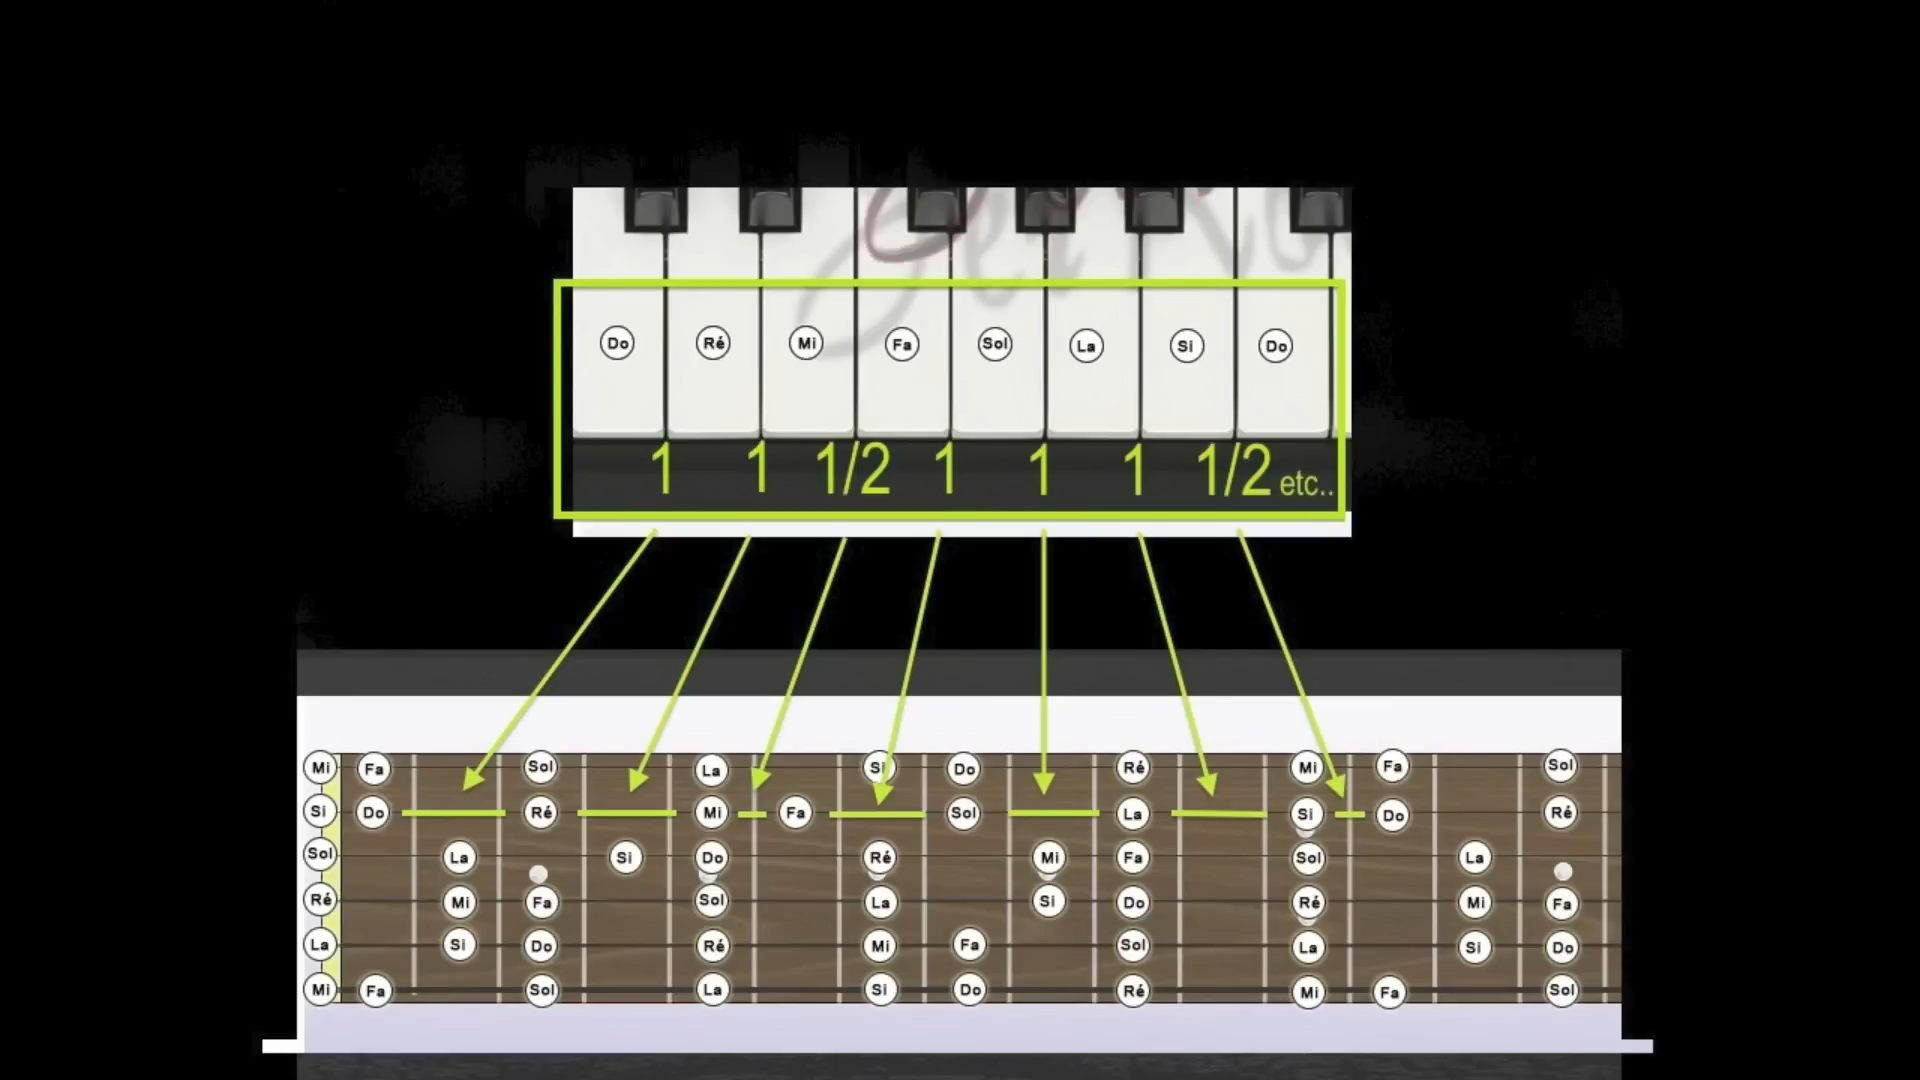 Do Ré Mi Fa Sol La Si Do
1 1 1/2 1 1 1 1/2 etc..
Mi Fa Sol La Si Do Ré Mi Fa Sol
Si Do Ré Mi Fa Sol La Si Do Ré
Sol La Si Do Ré Mi Fa Sol La
Ré Mi Fa Sol La Si Do Ré Mi Fa
La Si Do Ré Mi Fa Sol La Si Do
Mi Fa Sol La Si Do Ré Mi Fa Sol